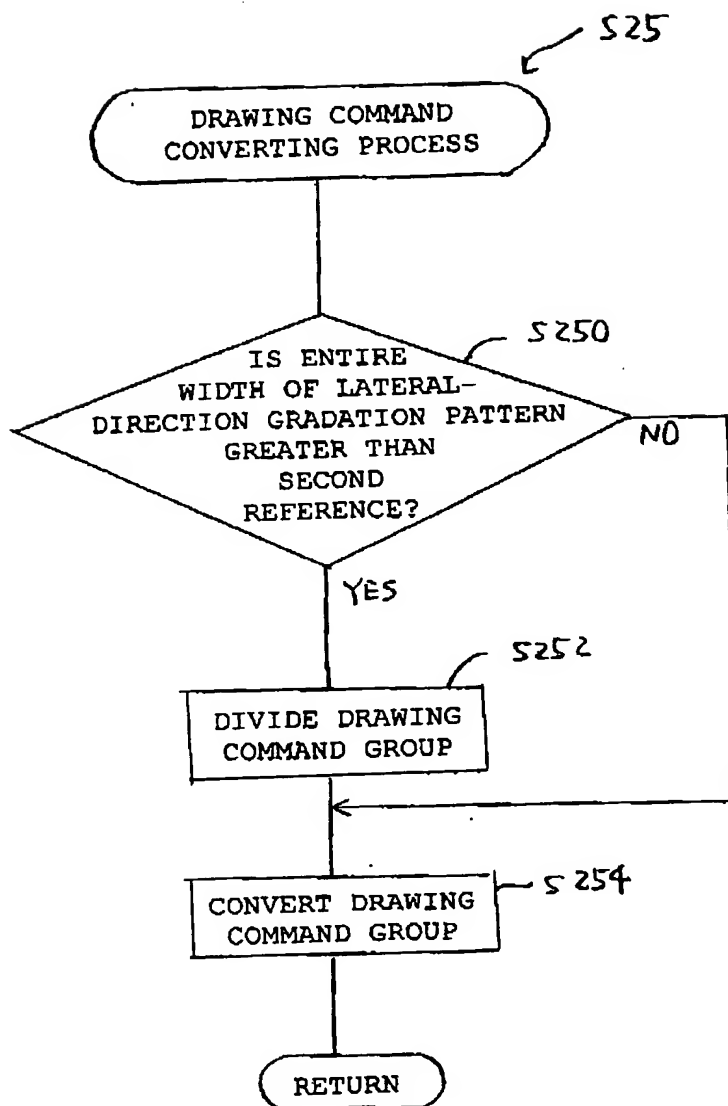 S25
DRAWING COMMAND
CONVERTING PROCESS
S250
IS ENTIRE
WIDTH OF LATERAL-
DIRECTION GRADATION PATTERN
GREATER THAN
SECOND
REFERENCE?
NO
YES
S252
DIVIDE DRAWING
COMMAND GROUP
S254
CONVERT DRAWING
COMMAND GROUP
RETURN